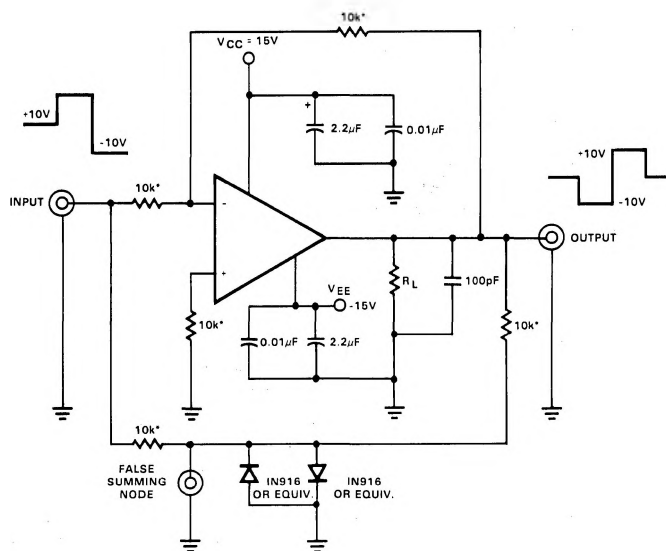 10k*
VCC = 15V
+
2.2μF
0.01μF
+10V
-10V
+10V
-10V
INPUT
10k*
-
+
OUTPUT
RL
100pF
10k*
VEE
-15V
10k*
0.01μF
2.2μF
10k*
FALSE
SUMMING
NODE
IN916
OR EQUIV.
IN916
OR EQUIV.